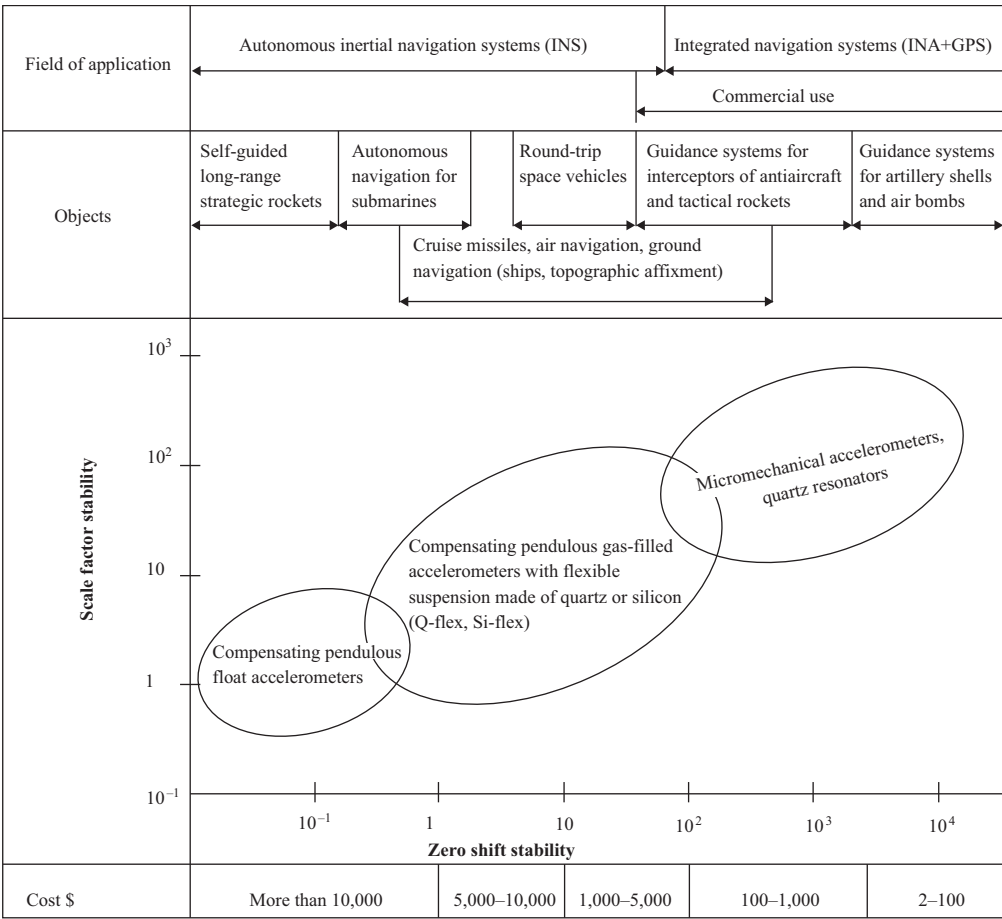 Field of application
Autonomous inertial navigation systems (INS)
Integrated navigation systems (INA+GPS)
Commercial use
Objects
Self-guided
long-range
strategic rockets
Autonomous
navigation for
submarines
Round-trip
space vehicles
Guidance systems for
interceptors of antiaircraft
and tactical rockets
Guidance systems
for artillery shells
and air bombs
Cruise missiles, air navigation, ground
navigation (ships, topographic affixment)
Scale factor stability
10³
10²
10
1
10⁻¹
Micromechanical accelerometers,
quartz resonators
Compensating pendulous gas-filled
accelerometers with flexible
suspension made of quartz or silicon
(Q-flex, Si-flex)
Compensating pendulous
float accelerometers
10⁻¹ 1 10 10² 10³ 10⁴
Zero shift stability
Cost $
More than 10,000
5,000–10,000
1,000–5,000
100–1,000
2–100